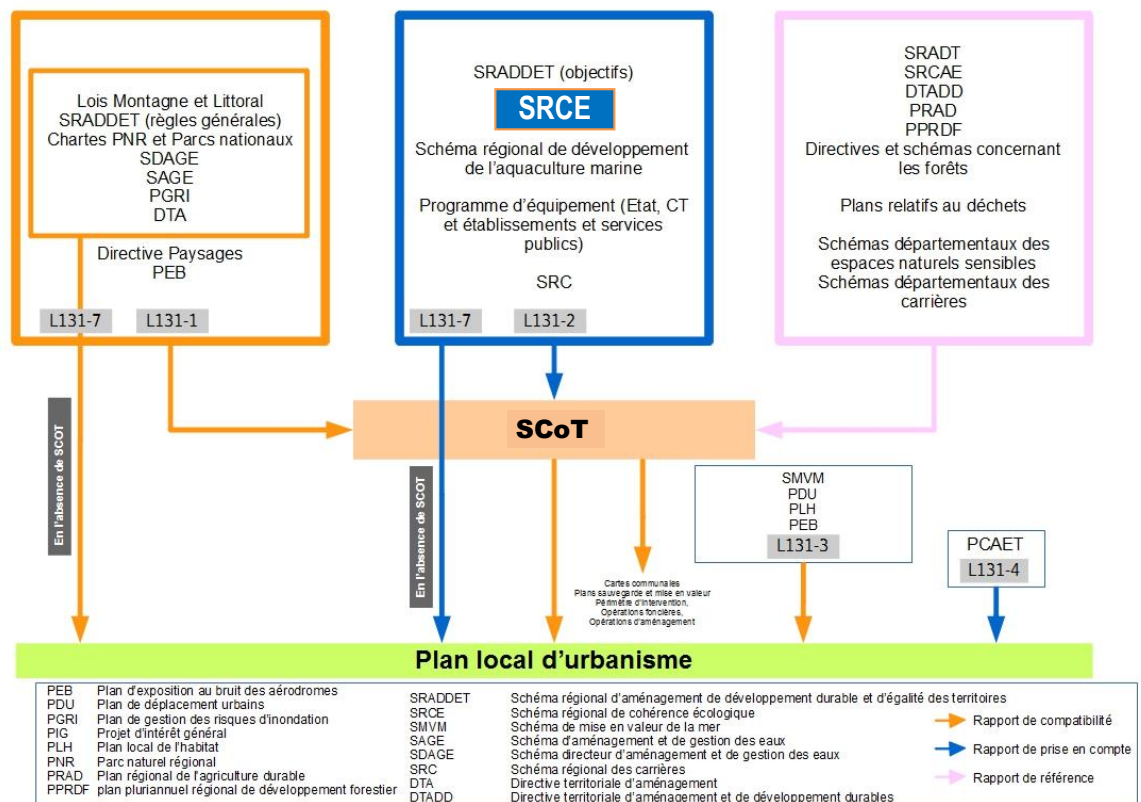 Lois Montagne et Littoral
SRADDET (règles générales)
Chartes PNR et Parcs nationaux
SDAGE
SAGE
PGRI
DTA
Directive Paysages
PEB
L131-7
L131-1
SRADDET (objectifs)
SRCE
Schéma régional de développement
de l'aquaculture marine
Programme d'équipement (Etat, CT
et établissements et services
publics)
SRC
L131-7
L131-2
SRADT
SRCAE
DTADD
PRAD
PPRDF
Directives et schémas concernant
les forêts
Plans relatif au déchets
Schémas départementaux des
espaces naturels sensibles
Schémas départementaux des
carrières
En l'absence de SCOT
SCoT
En l'absence de SCOT
Cartes communales
Plans sauvegarde et mise en valeur
Périmètre d'intervention,
Opérations foncières,
Opérations d'aménagement
SMVM
PDU
PLH
PEB
L131-3
PCAET
L131-4
Plan local d'urbanisme
PEB Plan d'exposition au bruit des aérodromes
PDU Plan de déplacement urbains
PGRI Plan de gestion des risques d'inondation
PIG Projet d'intérêt général
PLH Plan local de l'habitat
PNR Parc naturel régional
PRAD Plan régional de l'agriculture durable
PPRDF plan pluriannuel régional de développement forestier
SRADDET Schéma régional d'aménagement de développement durable et d'égalité des territoires
SRCE Schéma régional de cohérence écologique
SMVM Schéma de mise en valeur de la mer
SAGE Schéma d'aménagement et de gestion des eaux
SDAGE Schéma directeur d'aménagement et de gestion des eaux
SRC Schéma régional des carrières
DTA Directive territoriale d'aménagement
DTADD Directive territoriale d'aménagement et de développement durables
Rapport de compatibilité
Rapport de prise en compte
Rapport de référence